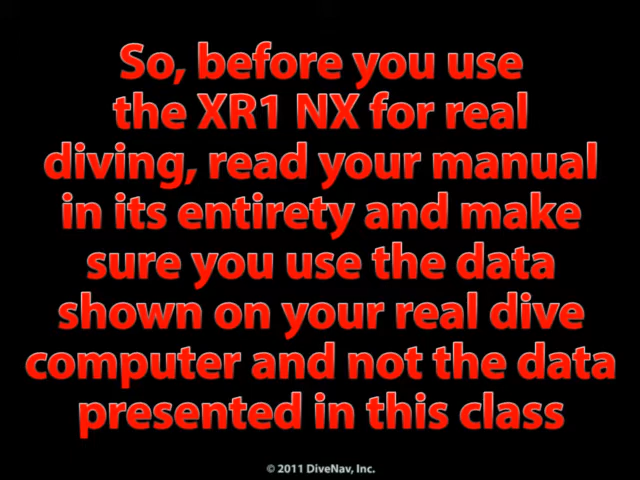 So, before you use
the XR1 NX for real
diving, read your manual
in its entirety and make
sure you use the data
shown on your real dive
computer and not the data
presented in this class
© 2011 DiveNav, Inc.